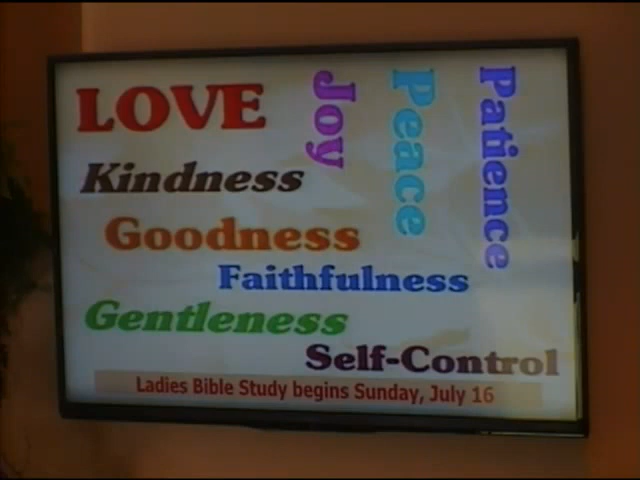 LOVE
Joy
Peace
Patience
Kindness
Goodness
Faithfulness
Gentleness
Self-Control
Ladies Bible Study begins Sunday, July 16